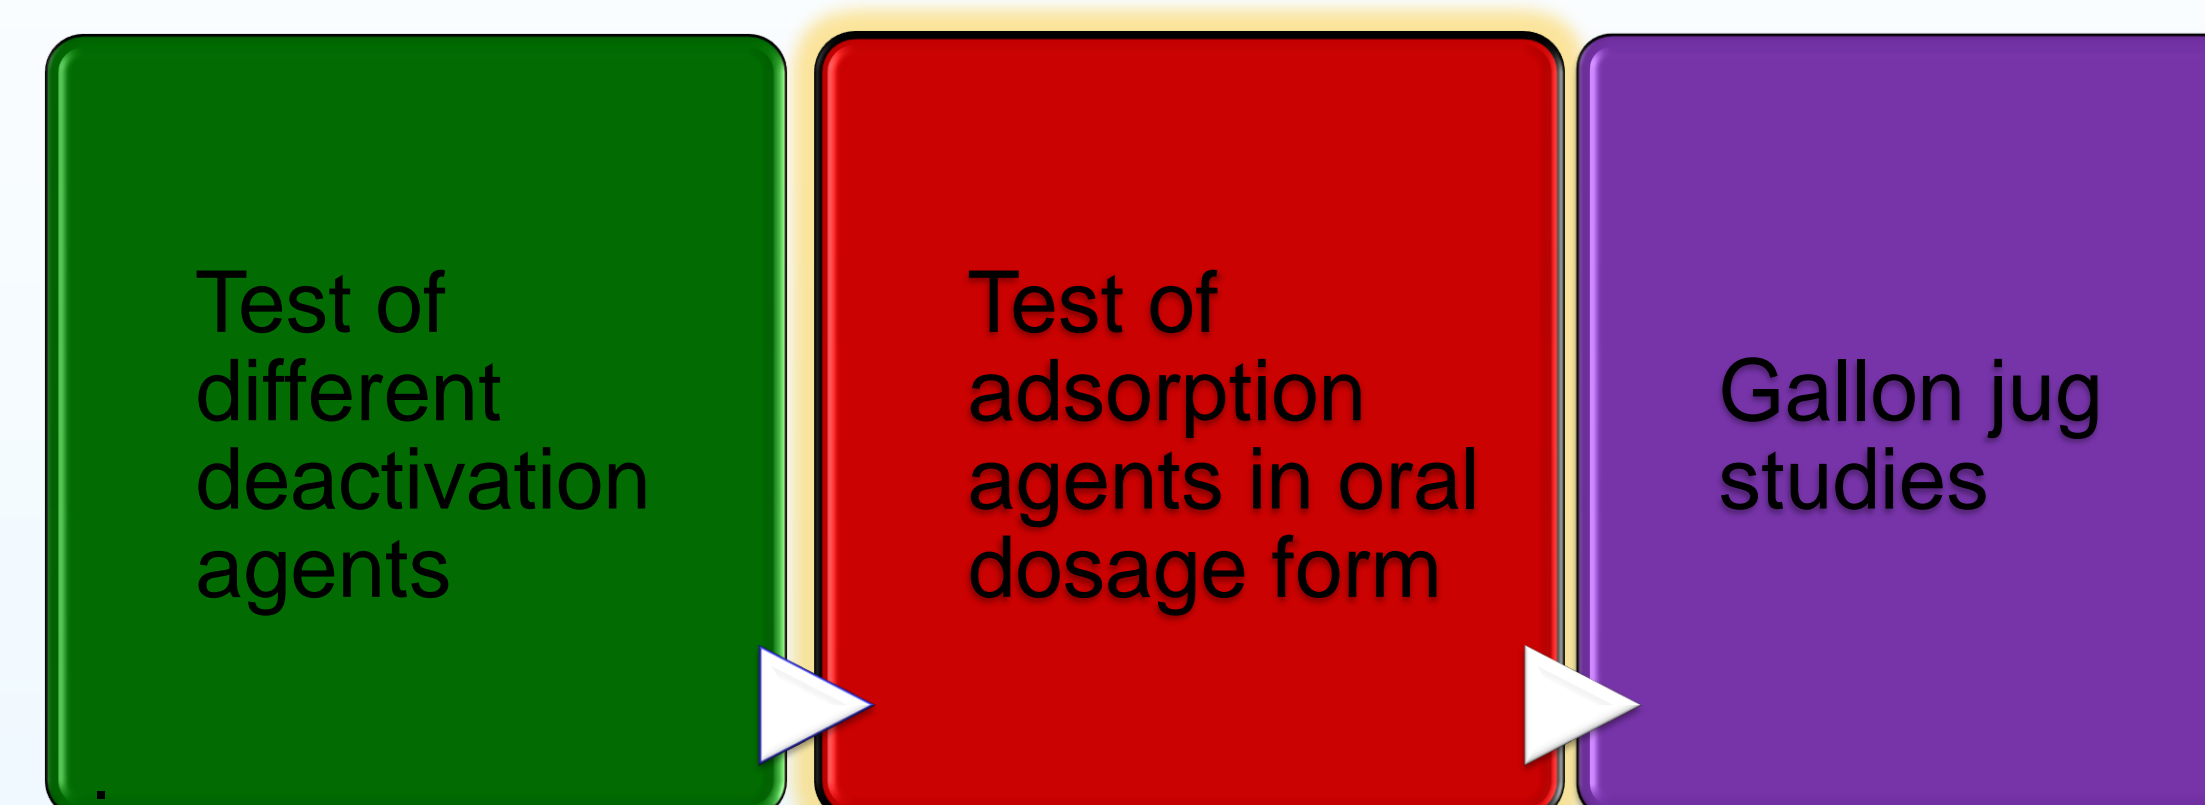 Test of
different
deactivation
agents
.
Test of
adsorption
agents in oral
dosage form
Gallon jug
studies